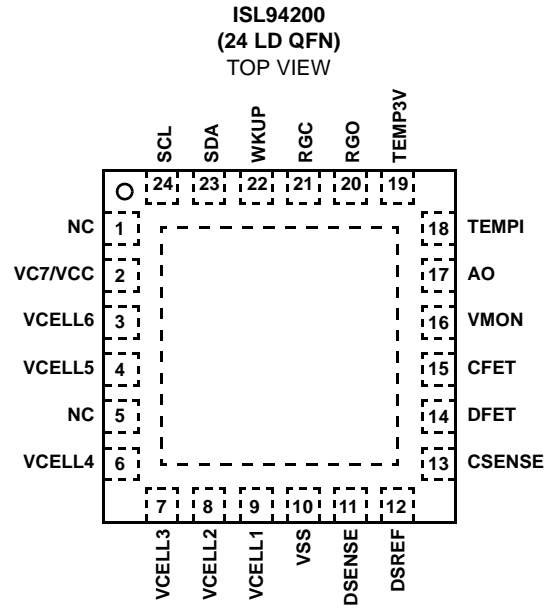 ISL94200
(24 LD QFN)
TOP VIEW
SCL
SDA
WKUP
RGC
RGO
TEMP3V
24 23 22 21 20 19
NC 1
VC7/VCC 2
VCELL6 3
VCELL5 4
NC 5
VCELL4 6
18 TEMPI
17 AO
16 VMON
15 CFET
14 DFET
13 CSENSE
7 8 9 10 11 12
VCELL3
VCELL2
VCELL1
VSS
DSENSE
DSREF